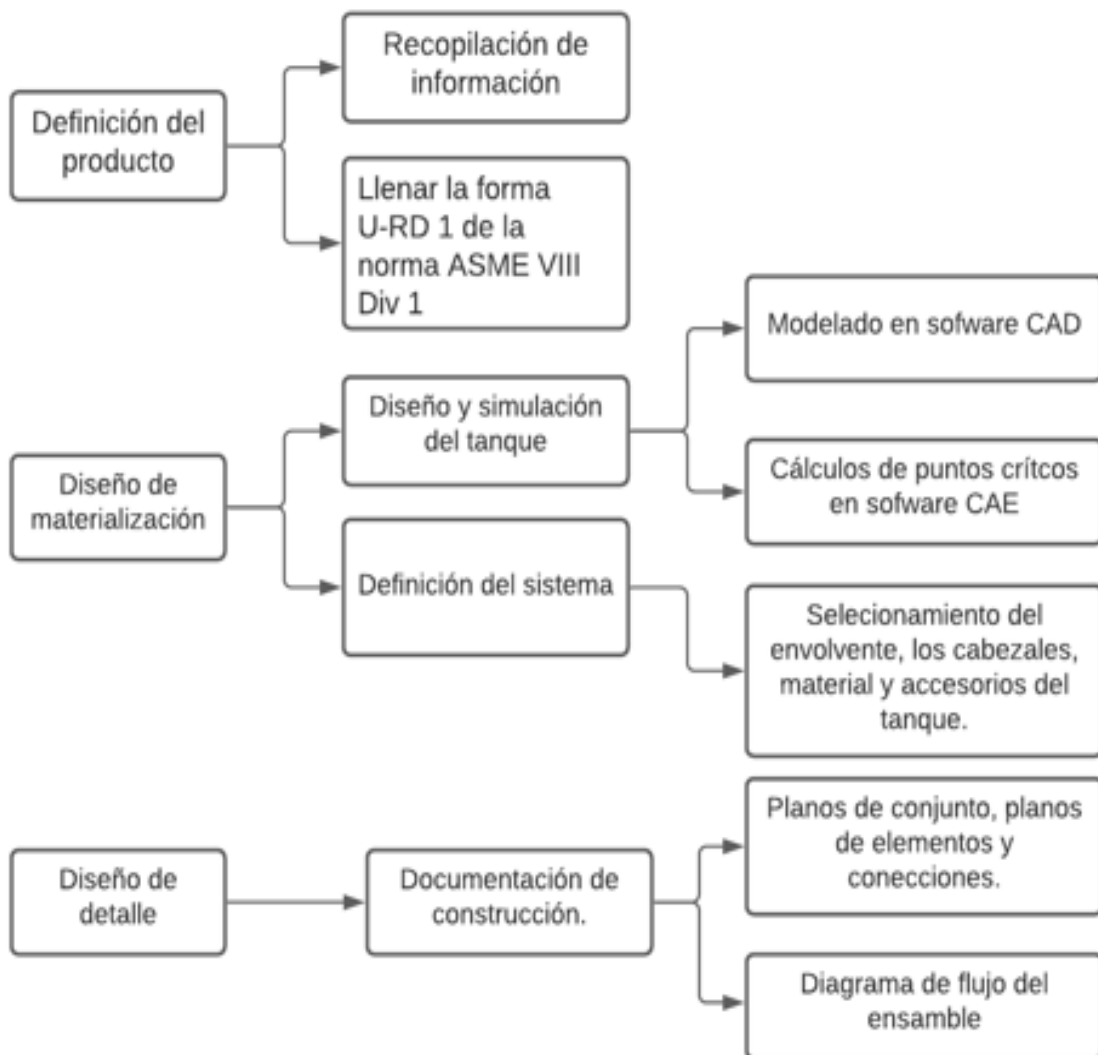 Recopilación de
información
Definición del
producto
Llenar la forma
U-RD 1 de la
norma ASME VIII
Div 1
Modelado en sofware CAD
Diseño y simulación
del tanque
Cálculos de puntos crítcos
en sofware CAE
Diseño de
materialización
Definición del sistema
Selecionamiento del
envolvente, los cabezales,
material y accesorios del
tanque.
Planos de conjunto, planos
de elementos y
conecciones.
Diseño de
detalle
Documentación de
construcción.
Diagrama de flujo del
ensamble